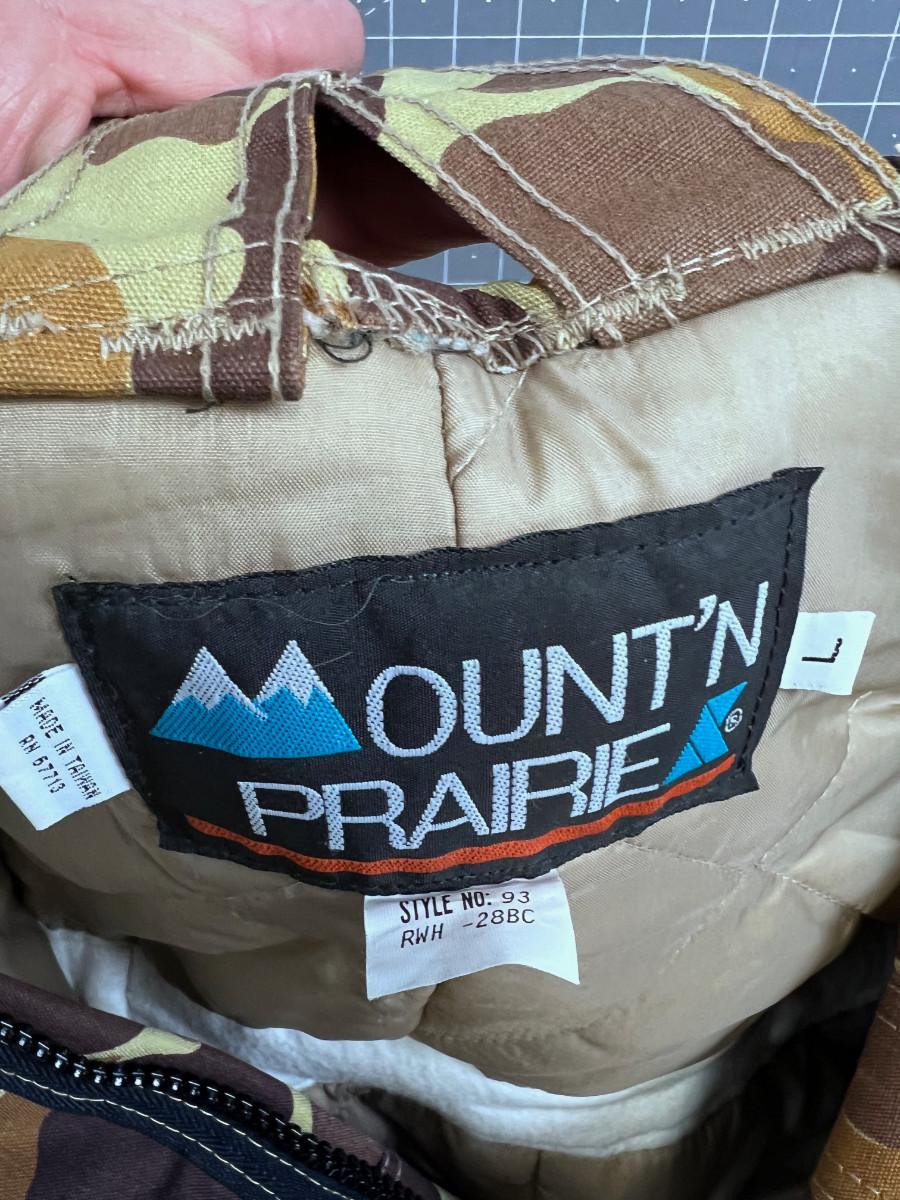 MOUNT'N
PRAIRIE ®
L
MADE IN TAIWAN
RN 67713
STYLE NO: 93
RWH -28BC